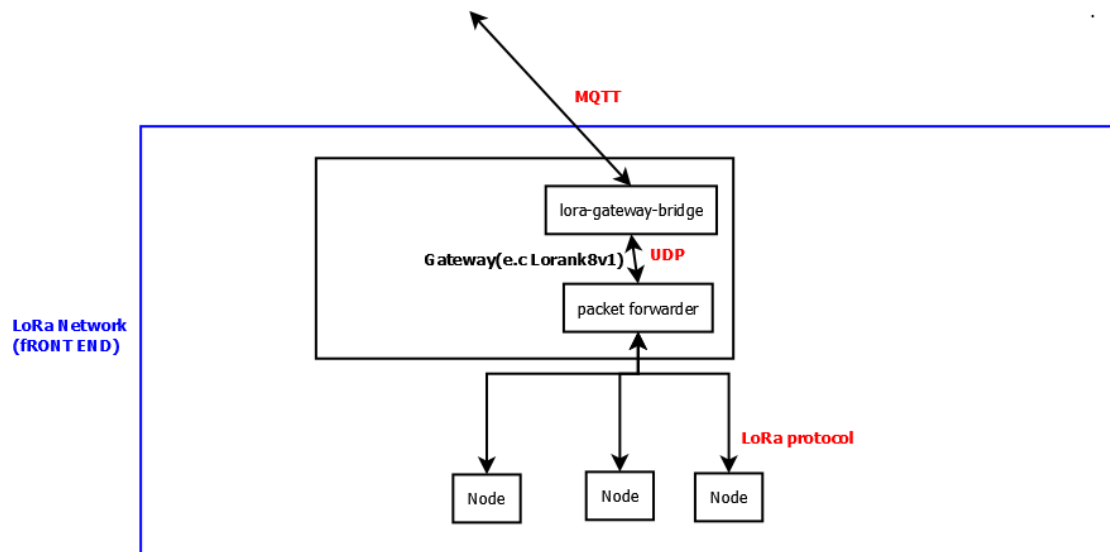 MQTT
lora-gateway-bridge
Gateway(e.c Lorank8v1)
UDP
packet forwarder
LoRa Network
(fRONT END)
LoRa protocol
Node
Node
Node